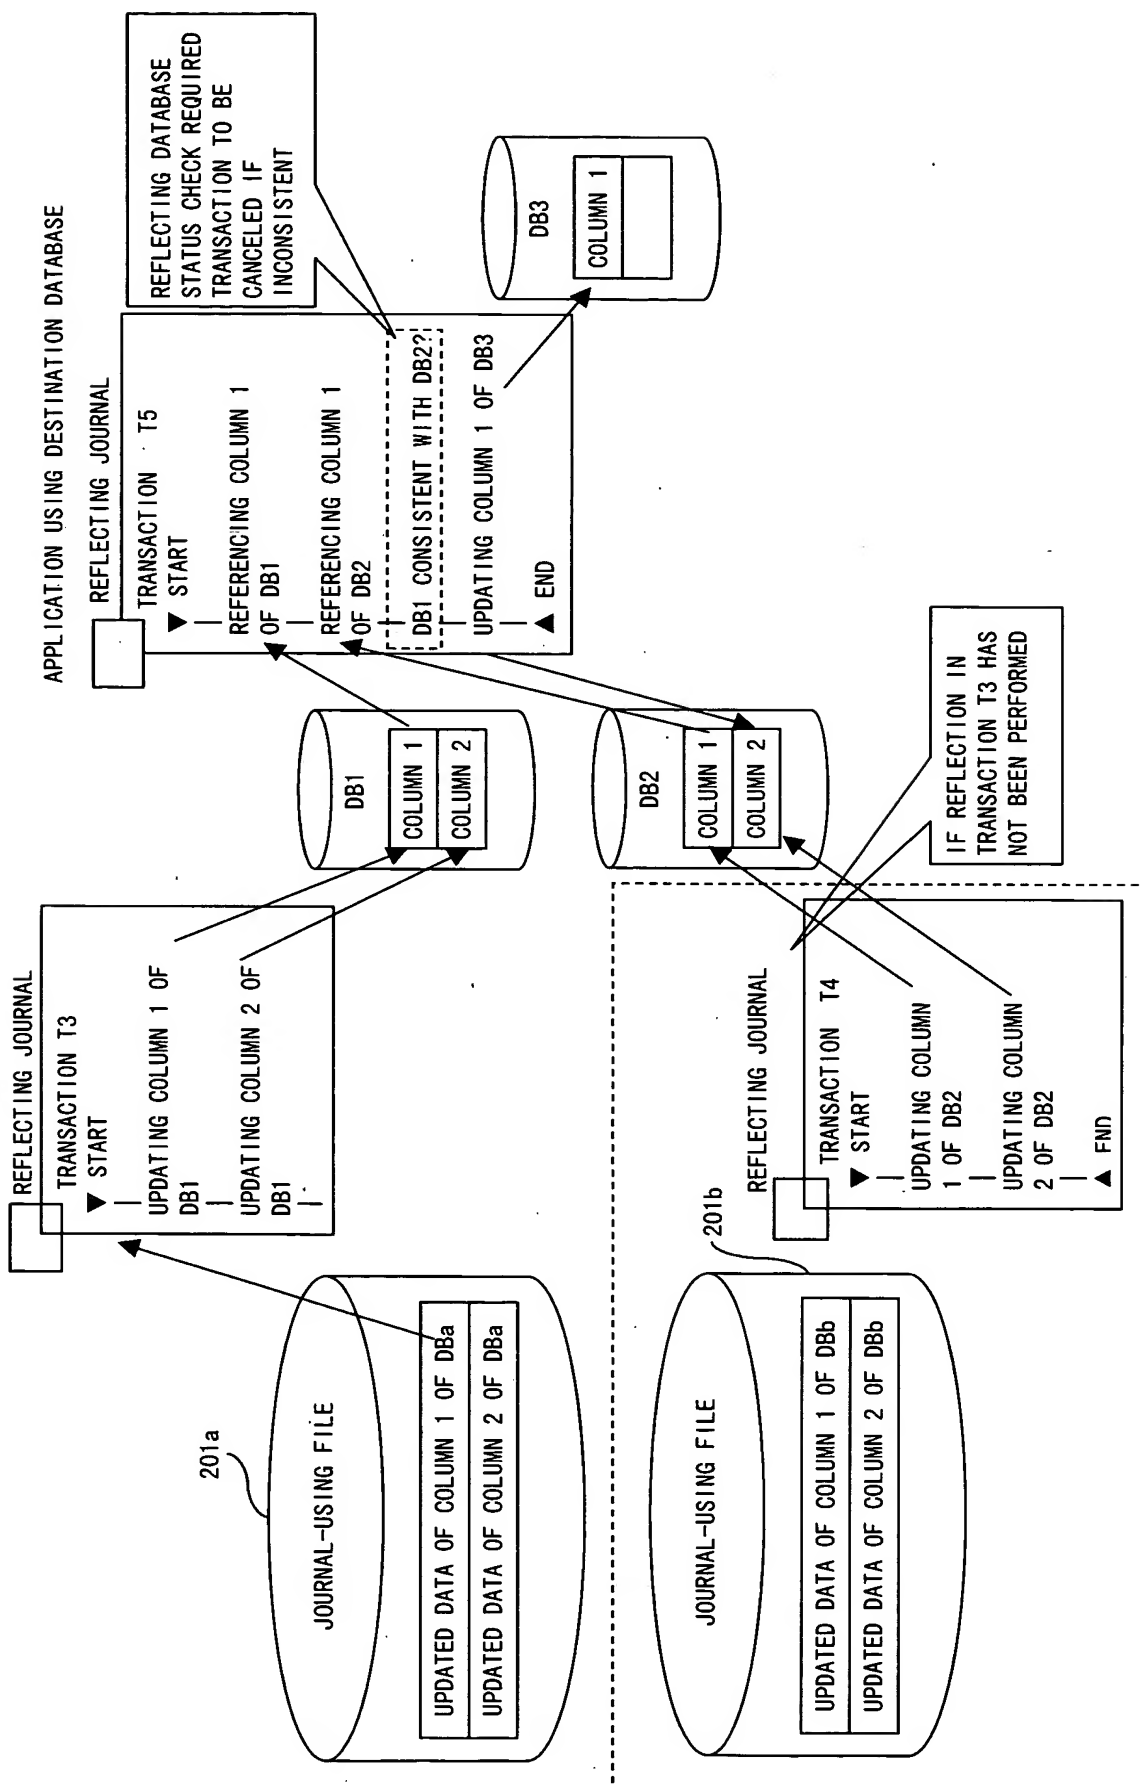 APPLICATION USING DESTINATION DATABASE
REFLECTING JOURNAL
TRANSACTION T5
START
REFERENCING COLUMN 1
OF DB1
REFERENCING COLUMN 1
OF DB2
DB1 CONSISTENT WITH DB2?
UPDATING COLUMN 1 OF DB3
END
REFLECTING DATABASE
STATUS CHECK REQUIRED
TRANSACTION TO BE
CANCELED IF
INCONSISTENT
DB3
COLUMN 1
REFLECTING JOURNAL
TRANSACTION T3
START
UPDATING COLUMN 1 OF
DB1
UPDATING COLUMN 2 OF
DB1
DB1
COLUMN 1
COLUMN 2
DB2
COLUMN 1
COLUMN 2
201a
JOURNAL-USING FILE
UPDATED DATA OF COLUMN 1 OF DBa
UPDATED DATA OF COLUMN 2 OF DBa
201b
JOURNAL-USING FILE
UPDATED DATA OF COLUMN 1 OF DBb
UPDATED DATA OF COLUMN 2 OF DBb
REFLECTING JOURNAL
TRANSACTION T4
START
UPDATING COLUMN
1 OF DB2
UPDATING COLUMN
2 OF DB2
END
IF REFLECTION IN
TRANSACTION T3 HAS
NOT BEEN PERFORMED